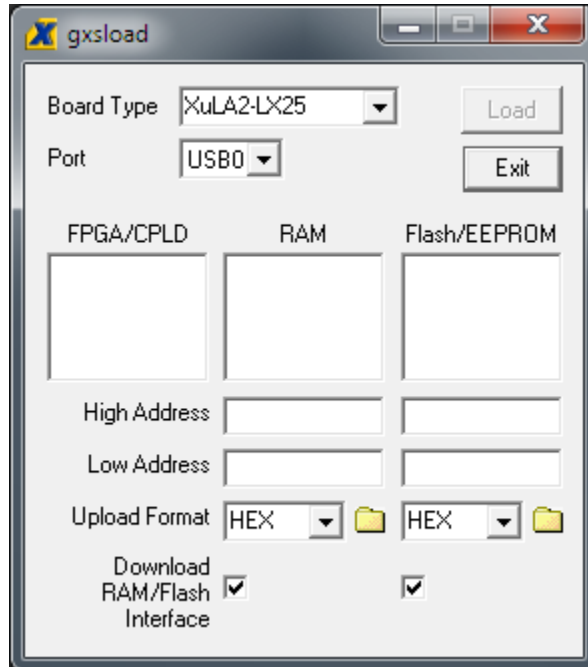 gxsload
Board Type XuLA2-LX25 Load
Port USB0 Exit
FPGA/CPLD RAM Flash/EEPROM
High Address
Low Address
Upload Format HEX HEX
Download
RAM/Flash
Interface